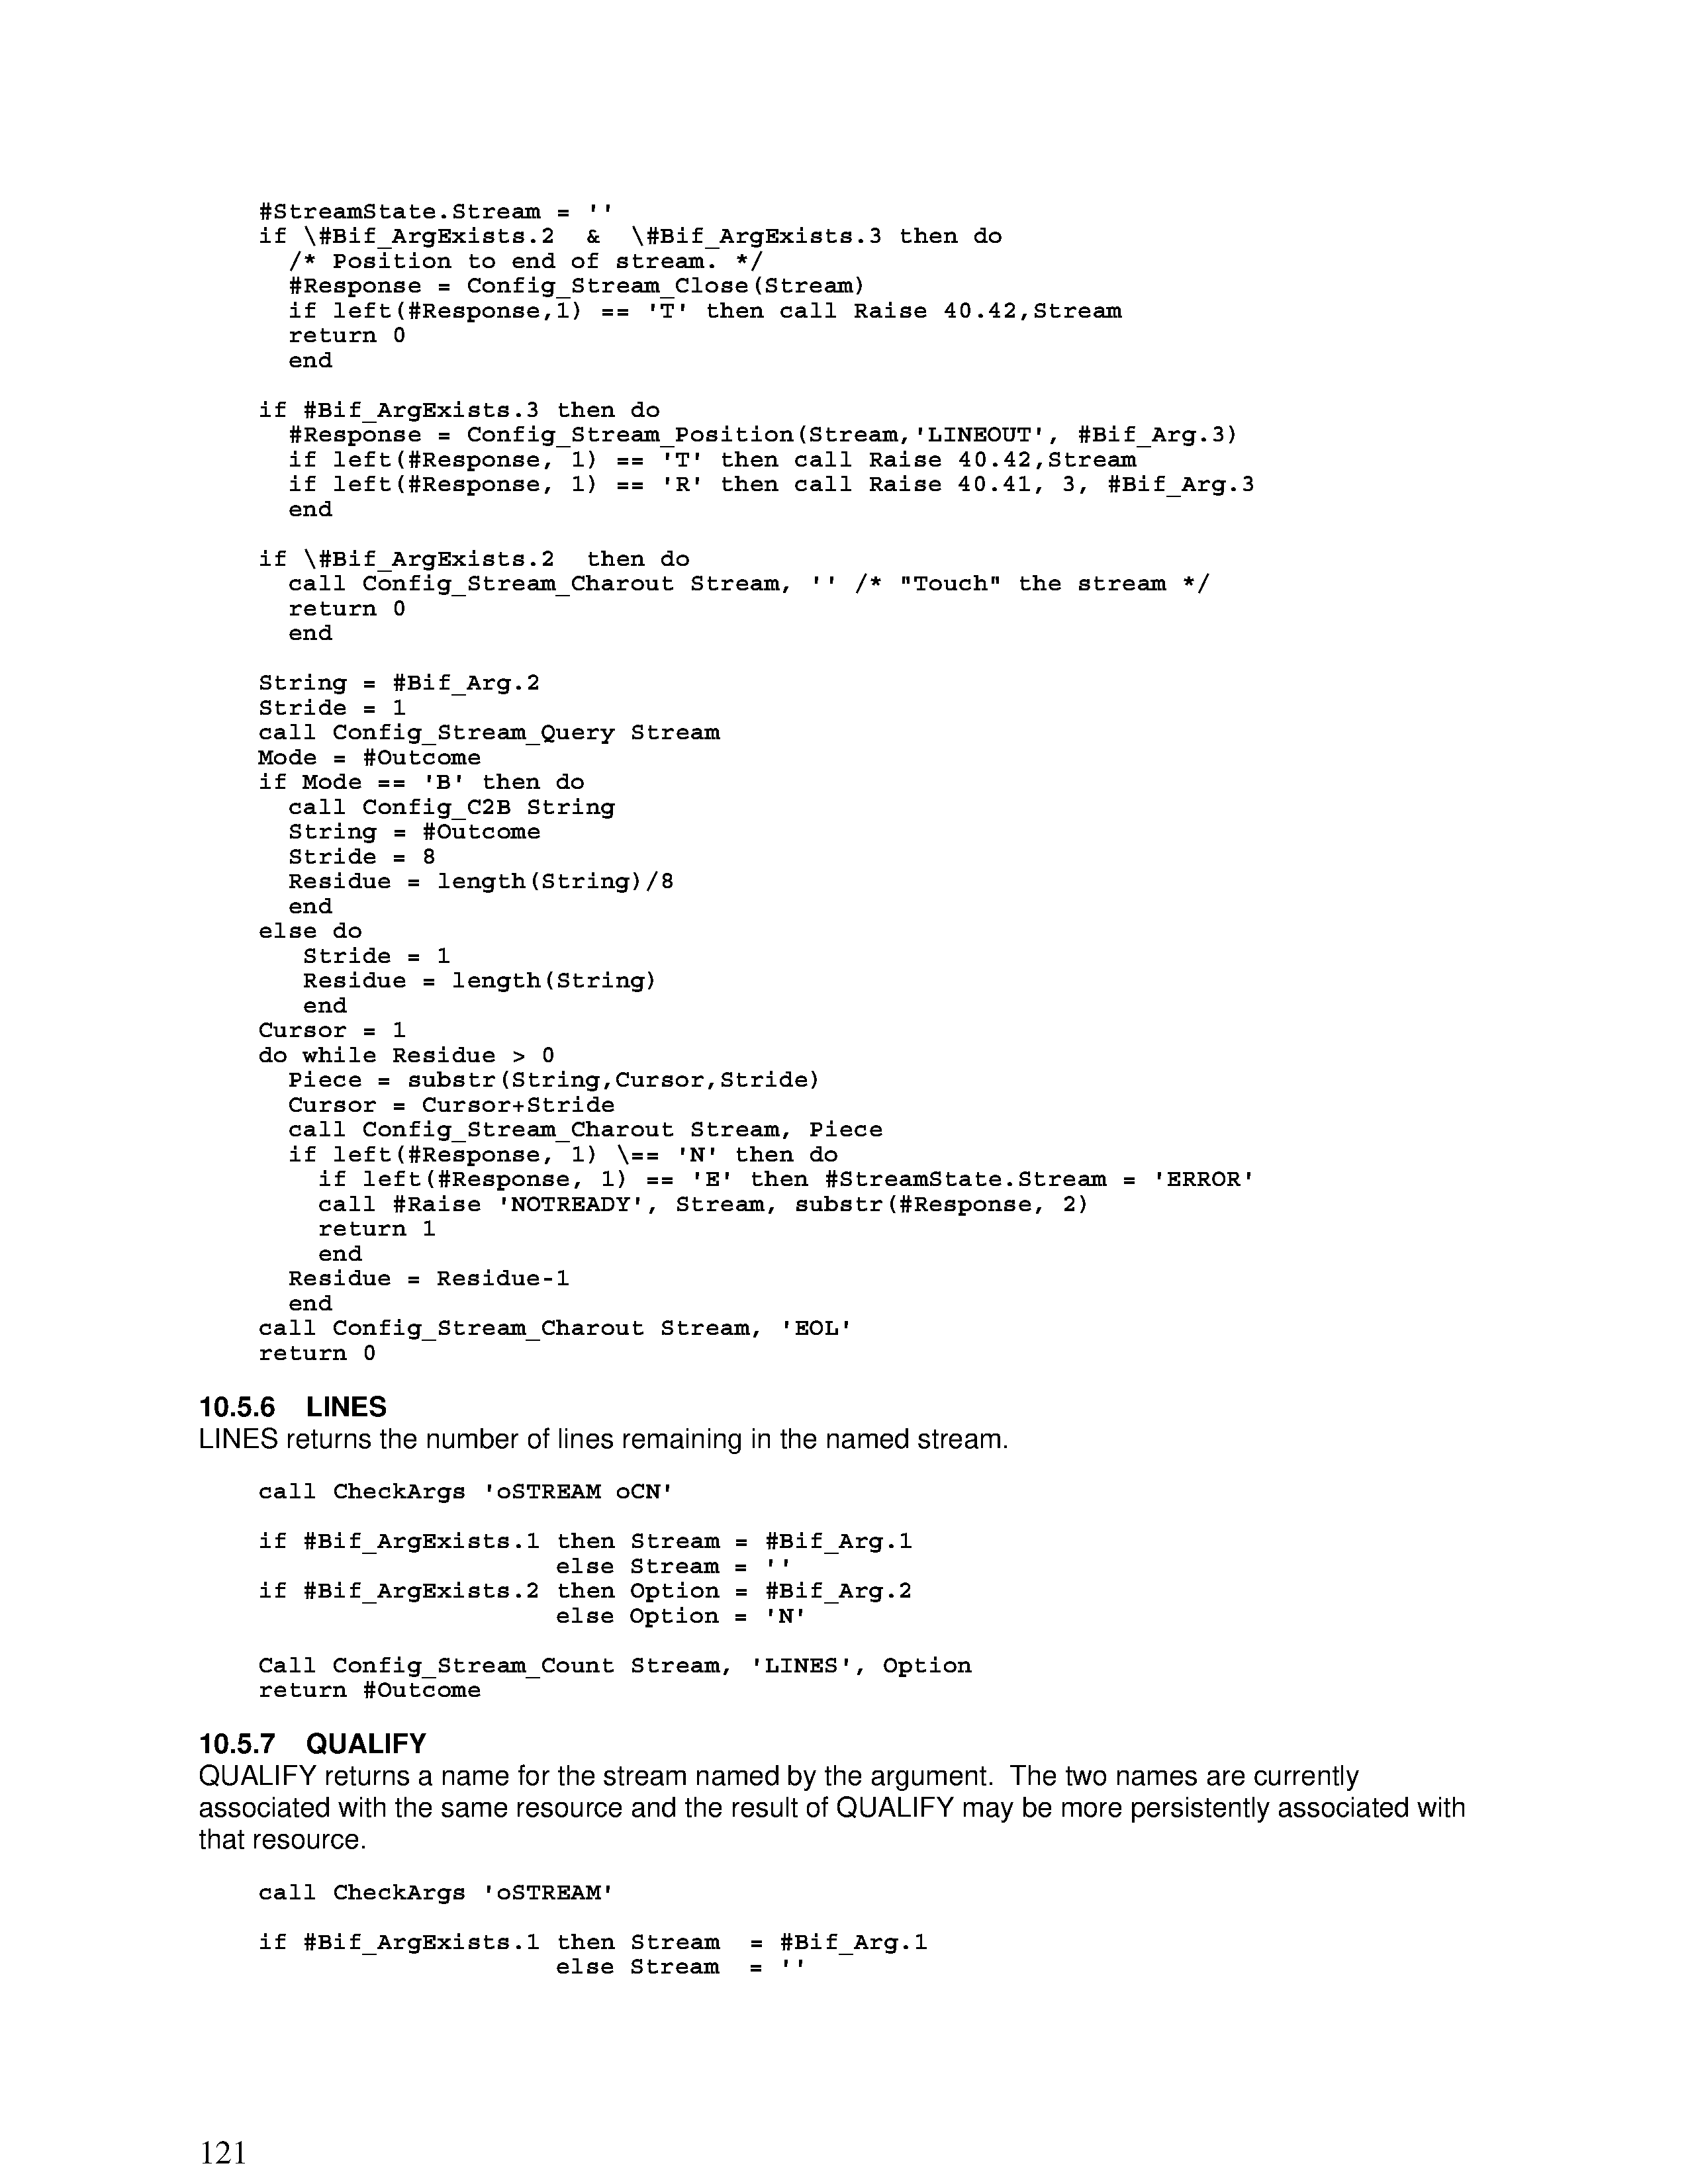 #StreamState.Stream = ''
if \#Bif_ArgExists.2  &  \#Bif_ArgExists.3 then do
  /* Position to end of stream. */
  #Response = Config_Stream_Close(Stream)
  if left(#Response,1) == 'T' then call Raise 40.42,Stream
  return 0
  end

if #Bif_ArgExists.3 then do
  #Response = Config_Stream_Position(Stream,'LINEOUT', #Bif_Arg.3)
  if left(#Response, 1) == 'T' then call Raise 40.42,Stream
  if left(#Response, 1) == 'R' then call Raise 40.41, 3, #Bif_Arg.3
  end

if \#Bif_ArgExists.2  then do
  call Config_Stream_Charout Stream, '' /* "Touch" the stream */
  return 0
  end

String = #Bif_Arg.2
Stride = 1
call Config_Stream_Query Stream
Mode = #Outcome
if Mode == 'B' then do
  call Config_C2B String
  String = #Outcome
  Stride = 8
  Residue = length(String)/8
  end
else do
   Stride = 1
   Residue = length(String)
   end
Cursor = 1
do while Residue > 0
  Piece = substr(String,Cursor,Stride)
  Cursor = Cursor+Stride
  call Config_Stream_Charout Stream, Piece
  if left(#Response, 1) \== 'N' then do
    if left(#Response, 1) == 'E' then #StreamState.Stream = 'ERROR'
    call #Raise 'NOTREADY', Stream, substr(#Response, 2)
    return 1
    end
  Residue = Residue-1
  end
call Config_Stream_Charout Stream, 'EOL'
return 0

10.5.6 LINES
LINES returns the number of lines remaining in the named stream.

call CheckArgs 'oSTREAM oCN'

if #Bif_ArgExists.1 then Stream = #Bif_Arg.1
                    else Stream = ''
if #Bif_ArgExists.2 then Option = #Bif_Arg.2
                    else Option = 'N'

Call Config_Stream_Count Stream, 'LINES', Option
return #Outcome

10.5.7 QUALIFY
QUALIFY returns a name for the stream named by the argument.  The two names are currently
associated with the same resource and the result of QUALIFY may be more persistently associated with
that resource.

call CheckArgs 'oSTREAM'

if #Bif_ArgExists.1 then Stream  = #Bif_Arg.1
                    else Stream  = ''

121